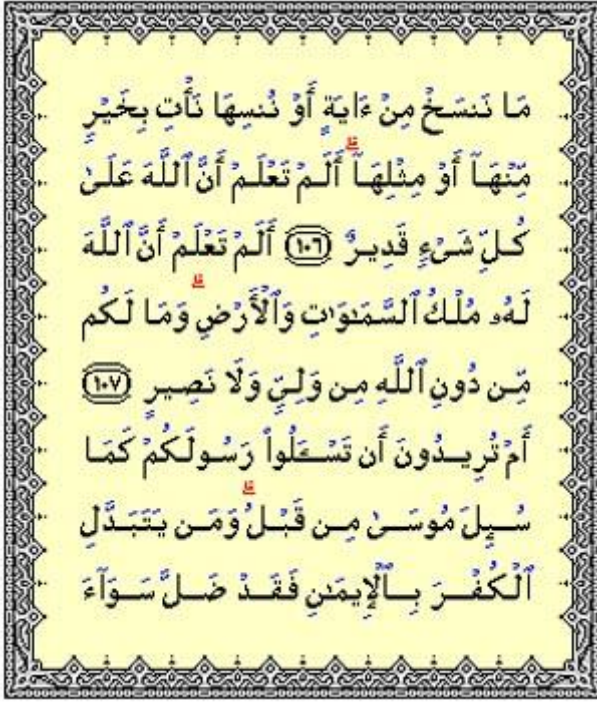 مَا نَنسَخْ مِنْ ءَايَةٍ أَوْ نُنسِهَا نَأْتِ بِخَيْرٍ
مِّنْهَآ أَوْ مِثْلِهَآ ۗ أَلَمْ تَعْلَمْ أَنَّ ٱللَّهَ عَلَىٰ
كُلِّ شَىْءٍ قَدِيرٌ ١٠٦ أَلَمْ تَعْلَمْ أَنَّ ٱللَّهَ
لَهُۥ مُلْكُ ٱلسَّمَـٰوَٰتِ وَٱلْأَرْضِ ۗ وَمَا لَكُم
مِّن دُونِ ٱللَّهِ مِن وَلِىٍّ وَلَا نَصِيرٍ ١٠٧
أَمْ تُرِيدُونَ أَن تَسْـَٔلُوا۟ رَسُولَكُمْ كَمَا
سُئِلَ مُوسَىٰ مِن قَبْلُ ۗ وَمَن يَتَبَدَّلِ
ٱلْكُفْرَ بِٱلْإِيمَـٰنِ فَقَدْ ضَلَّ سَوَآءَ